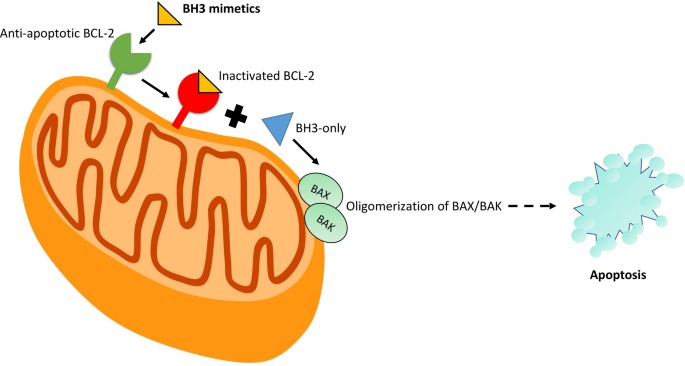 BH3 mimetics
Anti-apoptotic BCL-2
Inactivated BCL-2
BH3-only
BAX
BAK
Oligomerization of BAX/BAK
Apoptosis